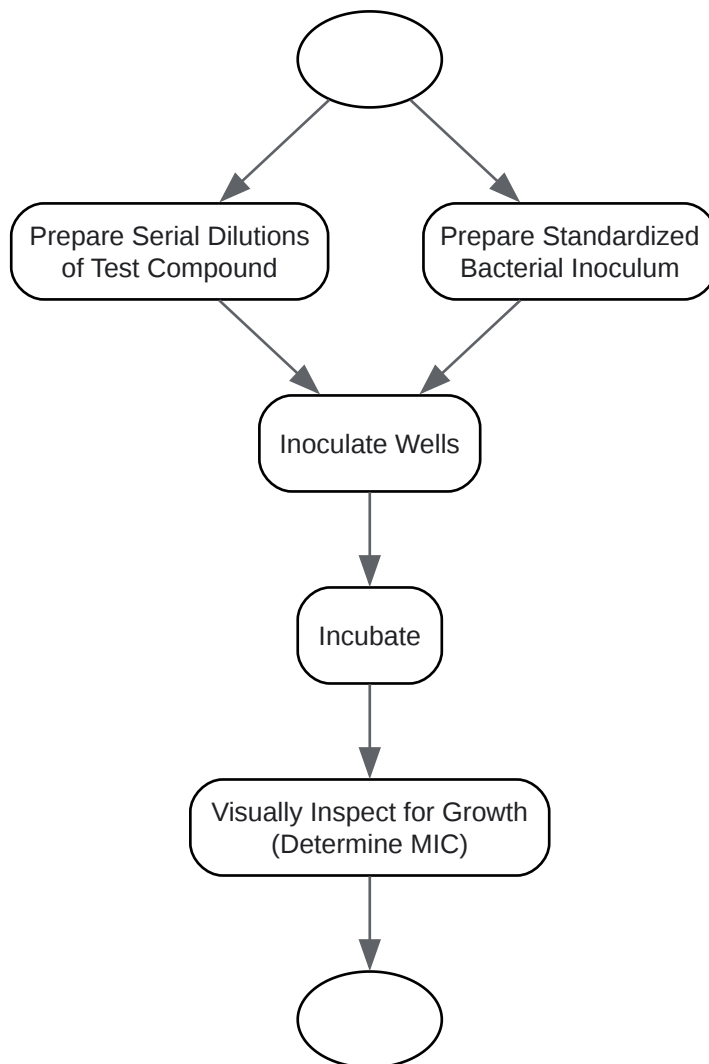 Prepare Serial Dilutions
of Test Compound
Prepare Standardized
Bacterial Inoculum
Inoculate Wells
Incubate
Visually Inspect for Growth
(Determine MIC)